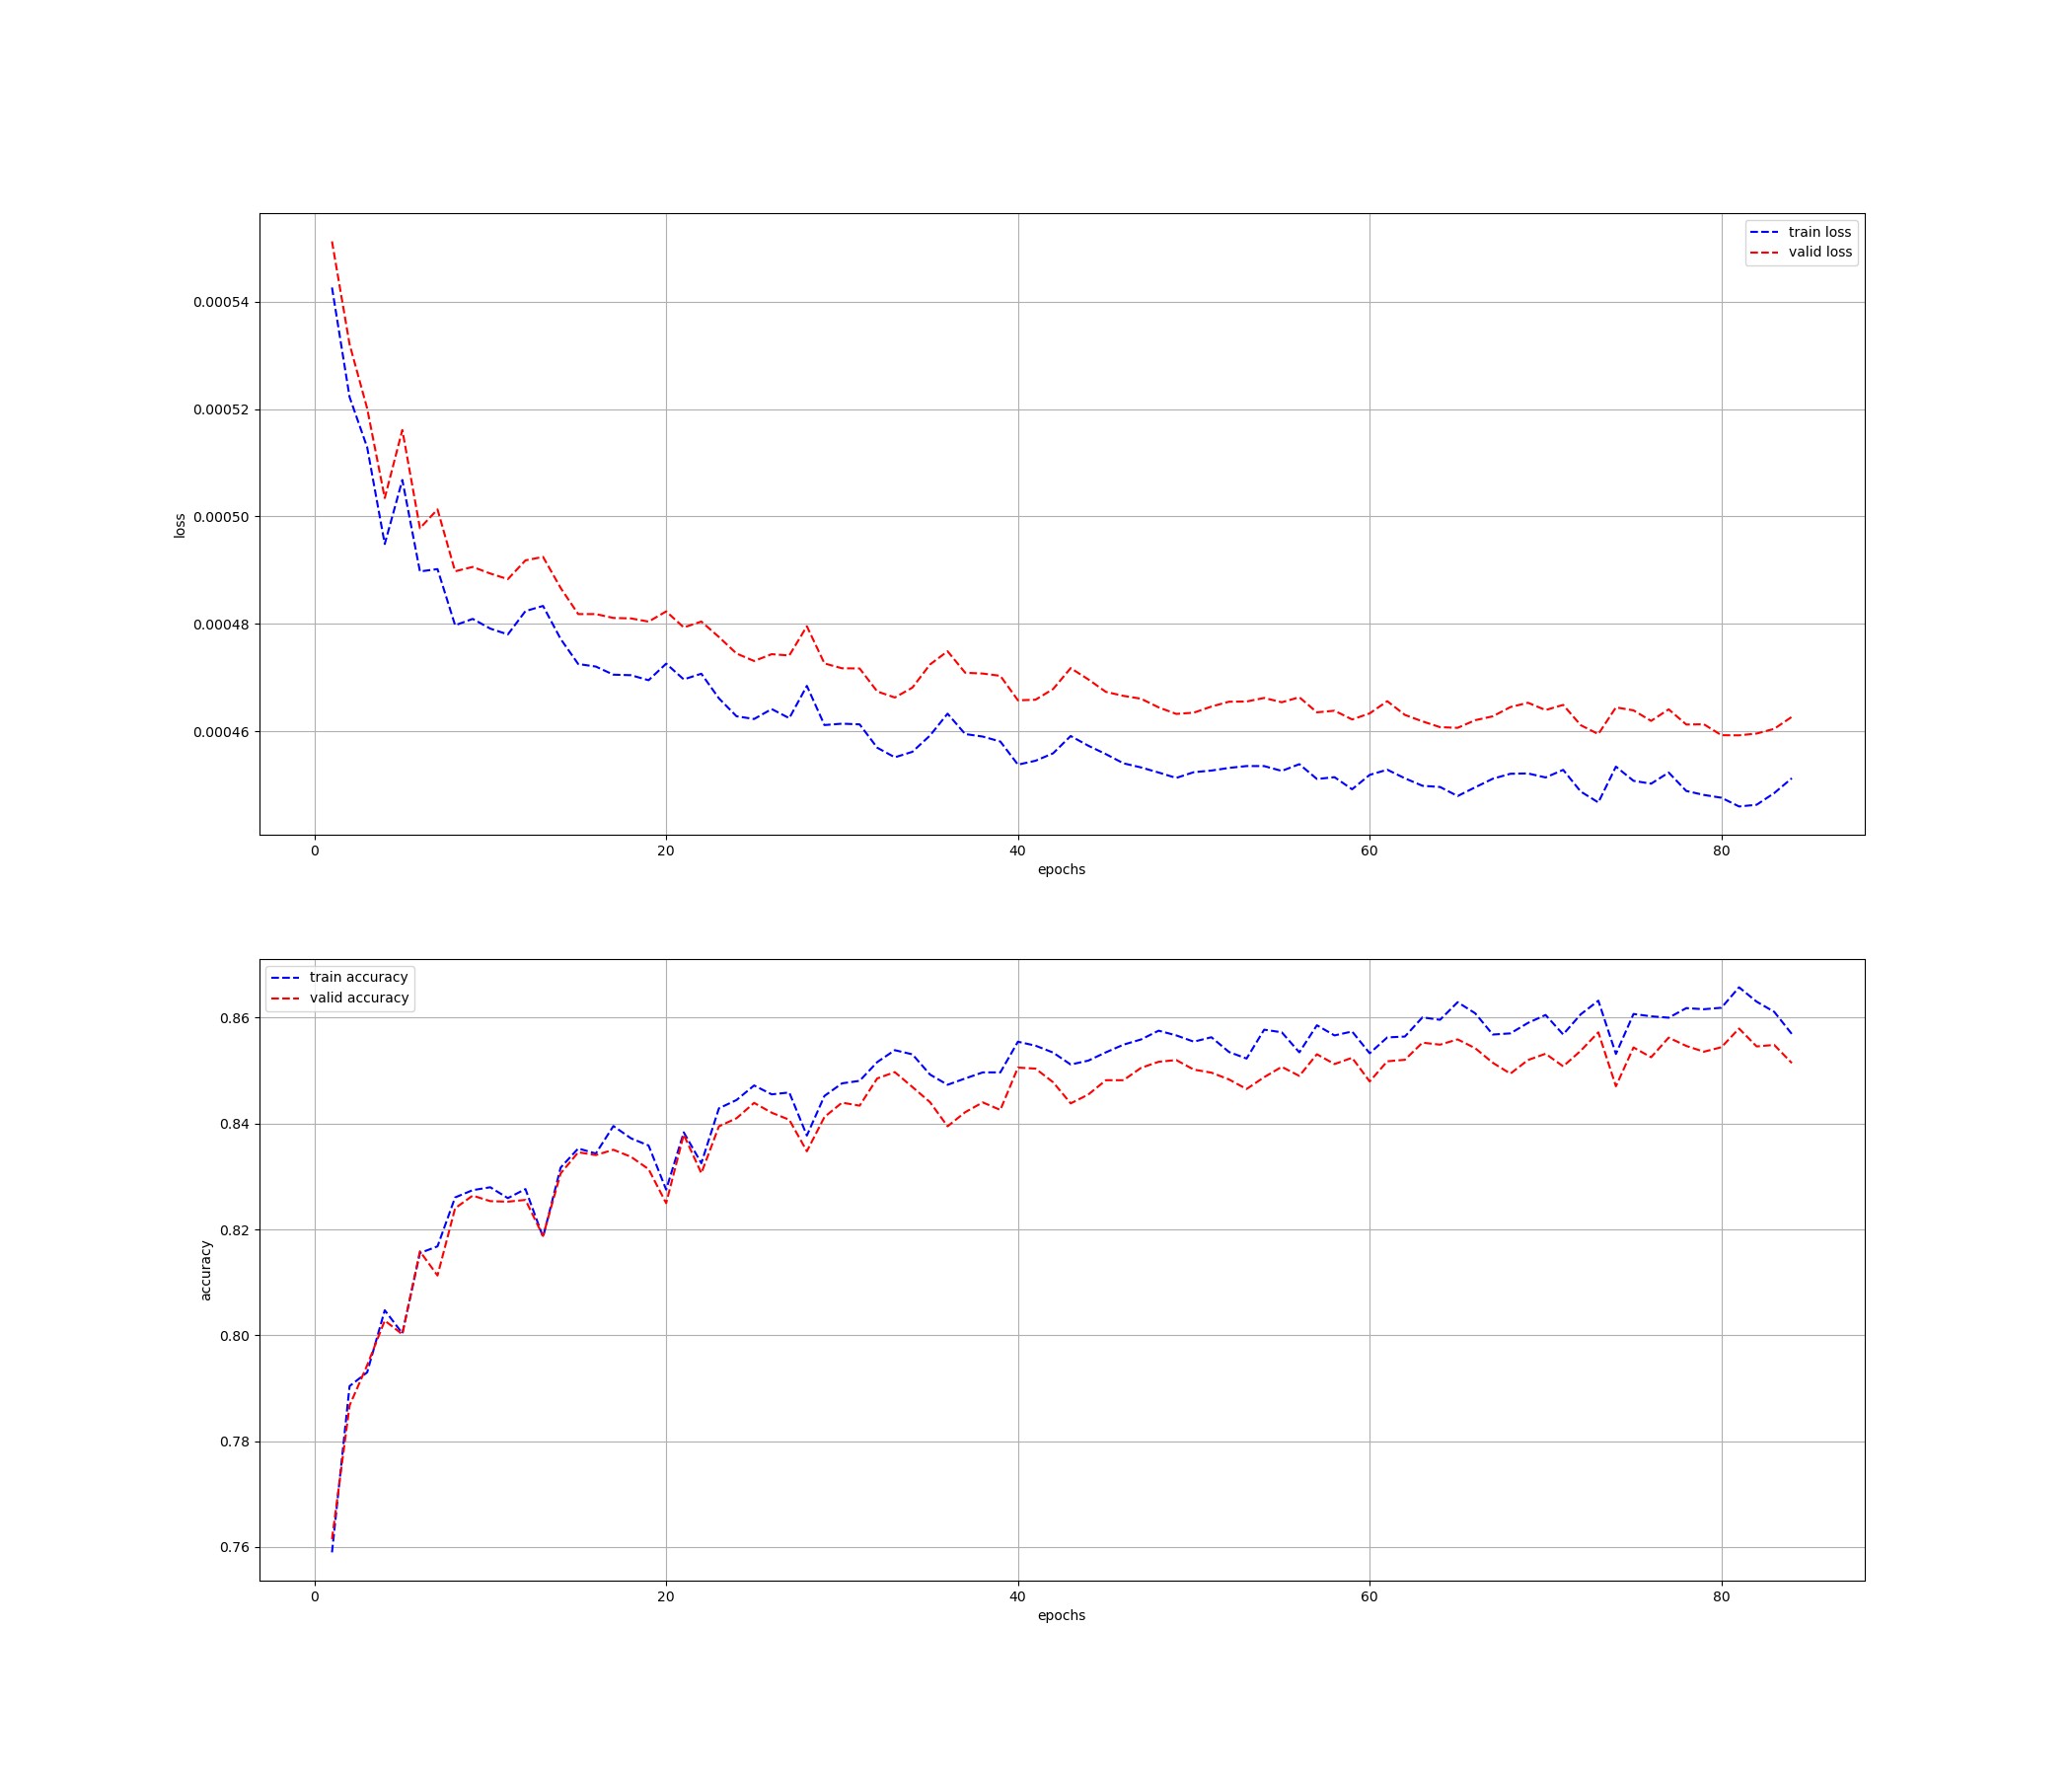 train loss
valid loss
0.00054
0.00052
0.00050
0.00048
0.00046
loss
0 20 40 60 80
epochs
train accuracy
valid accuracy
0.86
0.84
0.82
0.80
0.78
0.76
accuracy
0 20 40 60 80
epochs